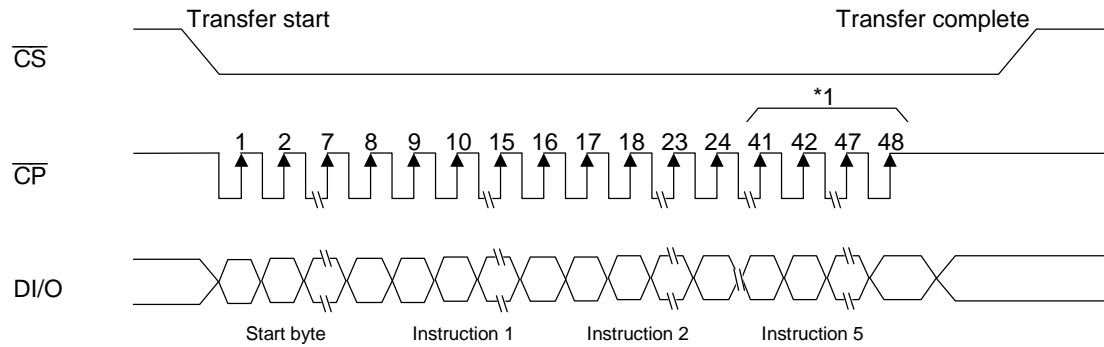 Transfer start Transfer complete
CS
*1
1 2 7 8 9 10 15 16 17 18 23 24 41 42 47 48
CP
DI/O
Start byte Instruction 1 Instruction 2 Instruction 5